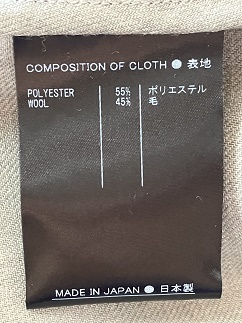 COMPOSITION OF CLOTH ● 表地
POLYESTER 55% ポリエステル
WOOL 45% 毛
MADE IN JAPAN ● 日本製